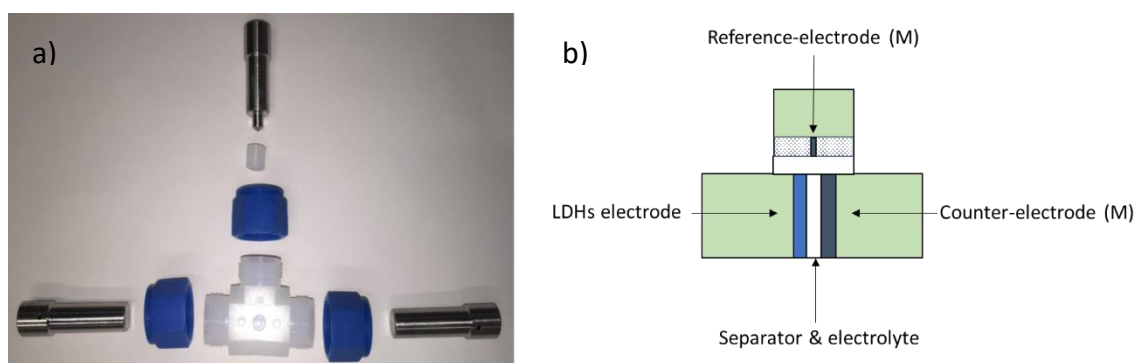 a)
b)
Reference-electrode (M)
LDHs electrode
Counter-electrode (M)
Separator & electrolyte